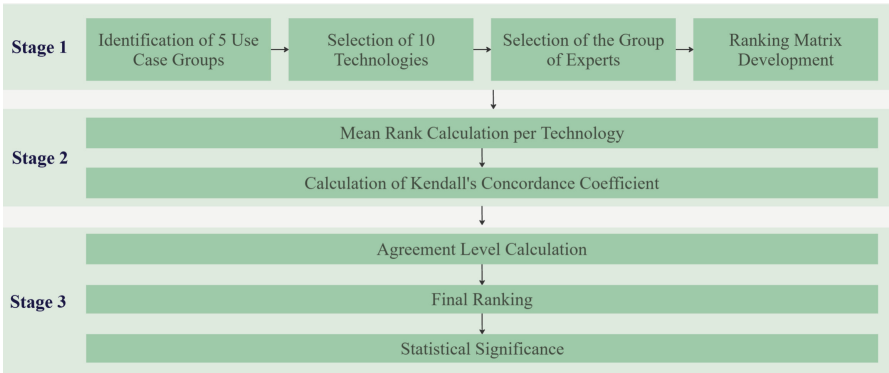 Stage 1
Identification of 5 Use
Case Groups
Selection of 10
Technologies
Selection of the Group
of Experts
Ranking Matrix
Development
Stage 2
Mean Rank Calculation per Technology
Calculation of Kendall's Concordance Coefficient
Stage 3
Agreement Level Calculation
Final Ranking
Statistical Significance